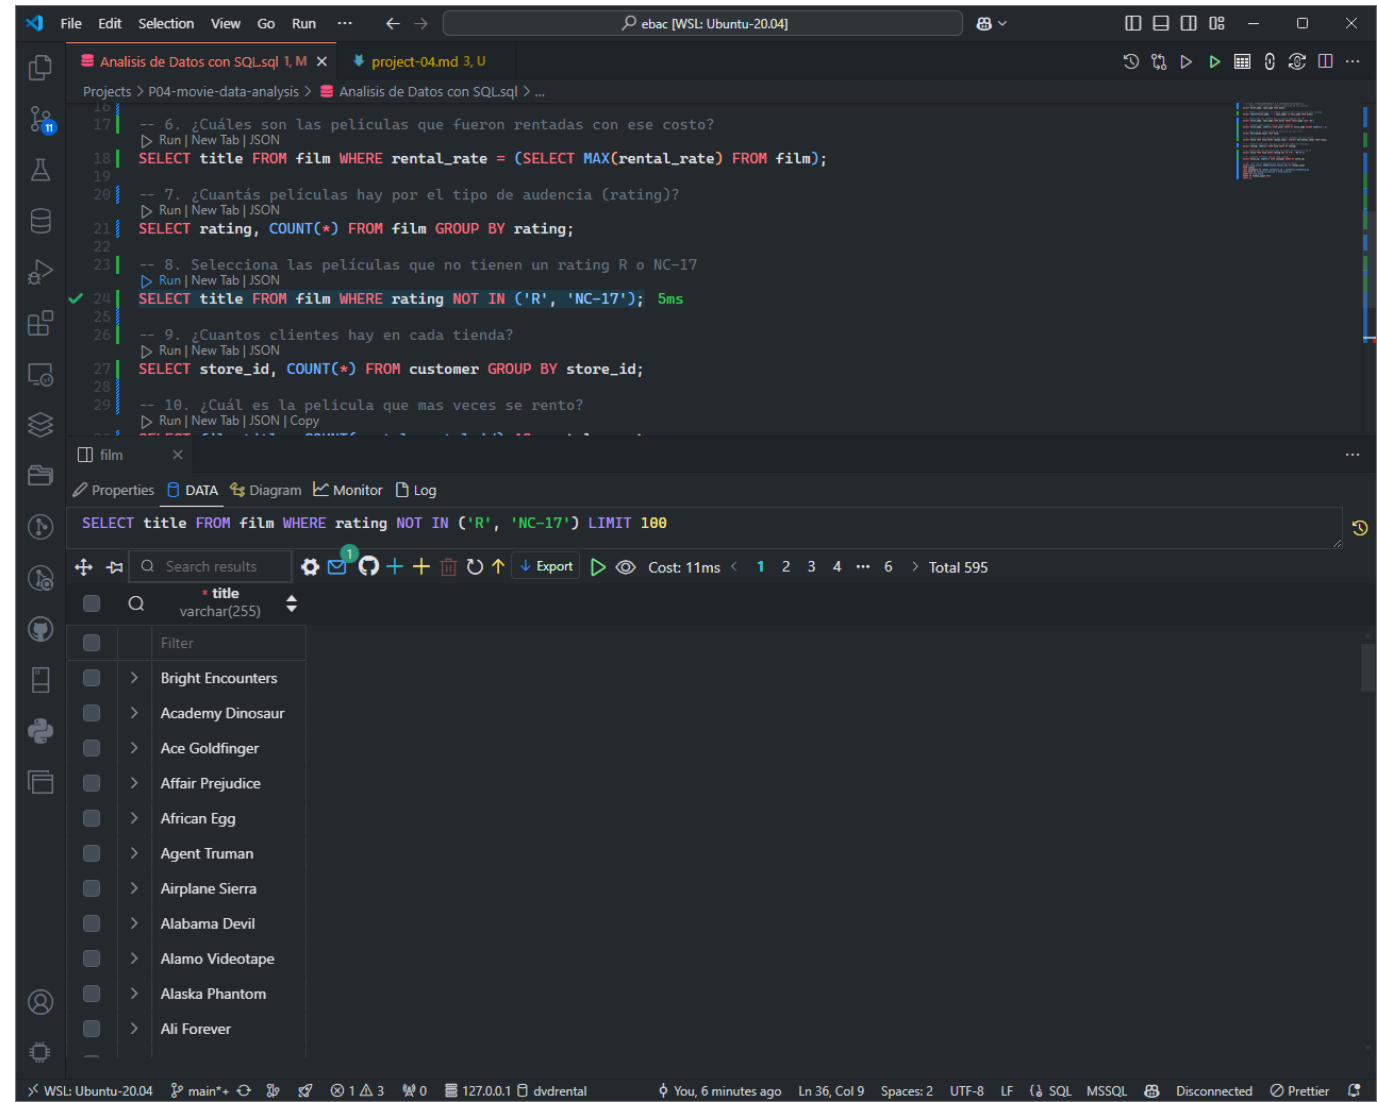 File Edit Selection View Go Run ··· ebac [WSL: Ubuntu-20.04]
Analisis de Datos con SQL.sql 1, M project-04.md 3, U
Projects > P04-movie-data-analysis > Analisis de Datos con SQL.sql > ...
16
17 -- 6. ¿Cuáles son las peliculas que fueron rentadas con ese costo?
Run | New Tab | JSON
18 SELECT title FROM film WHERE rental_rate = (SELECT MAX(rental_rate) FROM film);
19
20 -- 7. ¿Cuantás películas hay por el tipo de audencia (rating)?
Run | New Tab | JSON
21 SELECT rating, COUNT(*) FROM film GROUP BY rating;
22
23 -- 8. Selecciona las películas que no tienen un rating R o NC-17
Run | New Tab | JSON
24 SELECT title FROM film WHERE rating NOT IN ('R', 'NC-17'); 5ms
25
26 -- 9. ¿Cuantos clientes hay en cada tienda?
Run | New Tab | JSON
27 SELECT store_id, COUNT(*) FROM customer GROUP BY store_id;
28
29 -- 10. ¿Cuál es la pelicula que mas veces se rento?
Run | New Tab | JSON | Copy
film
Properties DATA Diagram Monitor Log
SELECT title FROM film WHERE rating NOT IN ('R', 'NC-17') LIMIT 100
Search results 1 Export Cost: 11ms < 1 2 3 4 ··· 6 > Total 595
* title
varchar(255)
Filter
Bright Encounters
Academy Dinosaur
Ace Goldfinger
Affair Prejudice
African Egg
Agent Truman
Airplane Sierra
Alabama Devil
Alamo Videotape
Alaska Phantom
Ali Forever
11
WSL: Ubuntu-20.04 main*+ 1 3 0 127.0.0.1 dvdrental You, 6 minutes ago Ln 36, Col 9 Spaces: 2 UTF-8 LF SQL MSSQL Disconnected Prettier